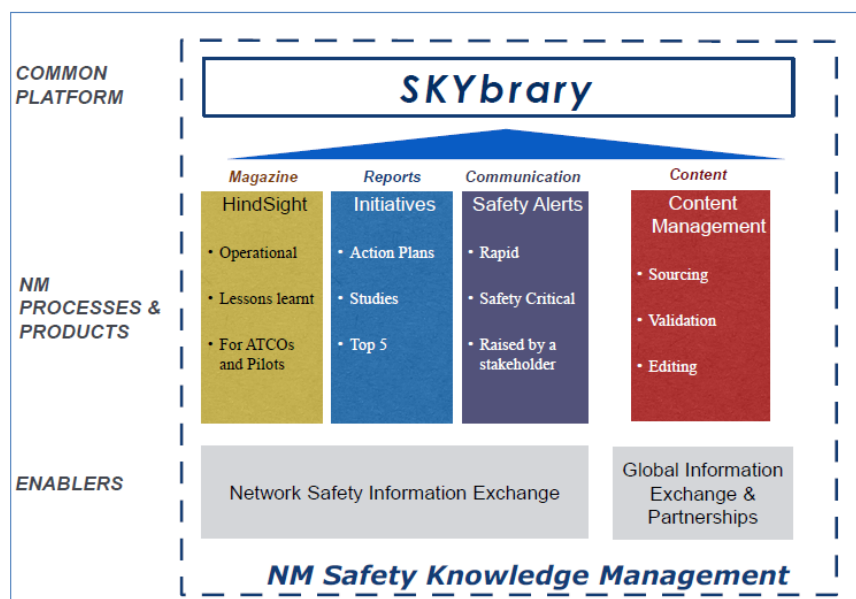 COMMON
PLATFORM
SKYbrary
Magazine
Reports
Communication
Content
HindSight
• Operational
• Lessons learnt
• For ATCOs
and Pilots
Initiatives
• Action Plans
• Studies
• Top 5
Safety Alerts
• Rapid
• Safety Critical
• Raised by a
stakeholder
Content
Management
• Sourcing
• Validation
• Editing
NM
PROCESSES &
PRODUCTS
ENABLERS
Network Safety Information Exchange
Global Information
Exchange &
Partnerships
NM Safety Knowledge Management